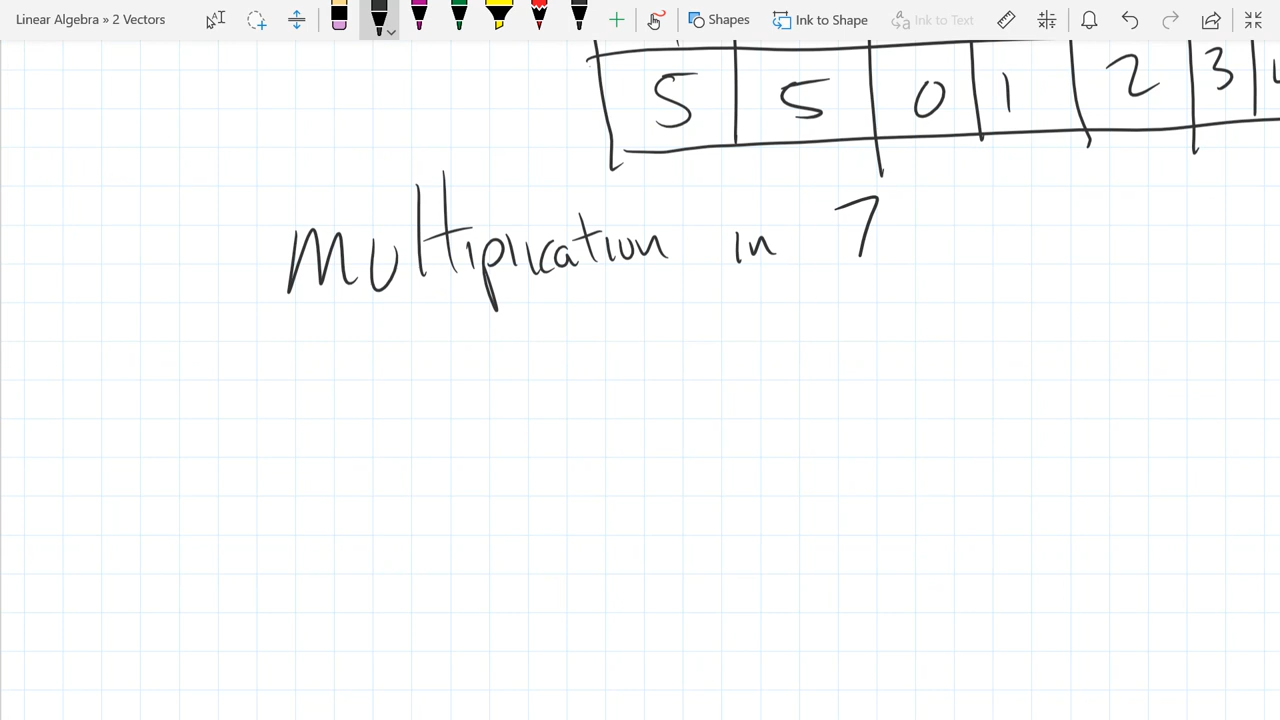 Linear Algebra » 2 Vectors
Shapes
Ink to Shape
Ink to Text
5 5 0 1 2 3
Multiplication in 7